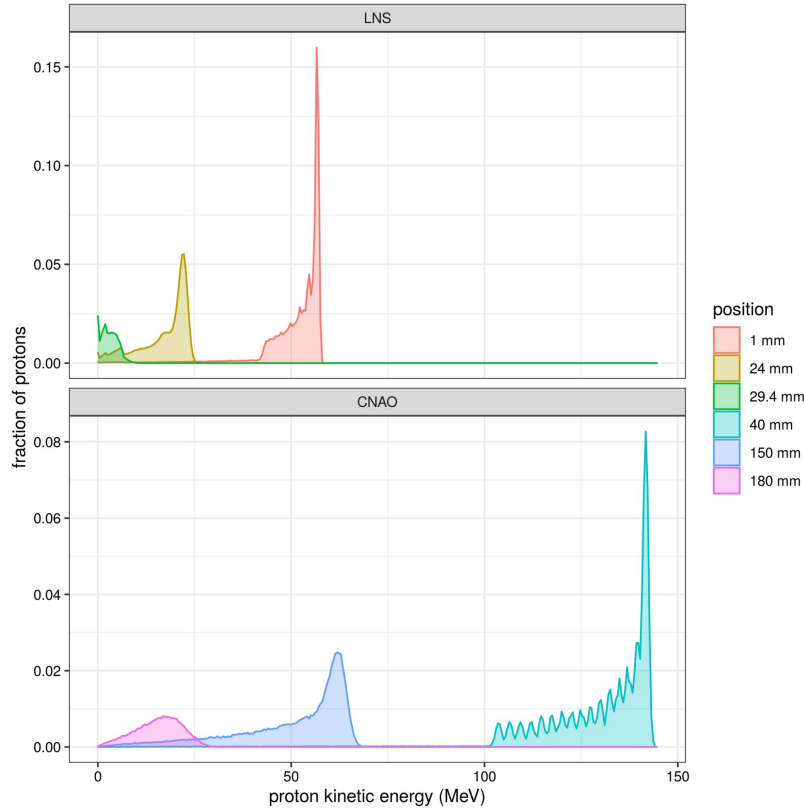 LNS
0.15
0.10
0.05
0.00
CNAO
0.08
0.06
0.04
0.02
0.00
0
50
100
150
proton kinetic energy (MeV)
fraction of protons
position
1 mm
24 mm
29.4 mm
40 mm
150 mm
180 mm